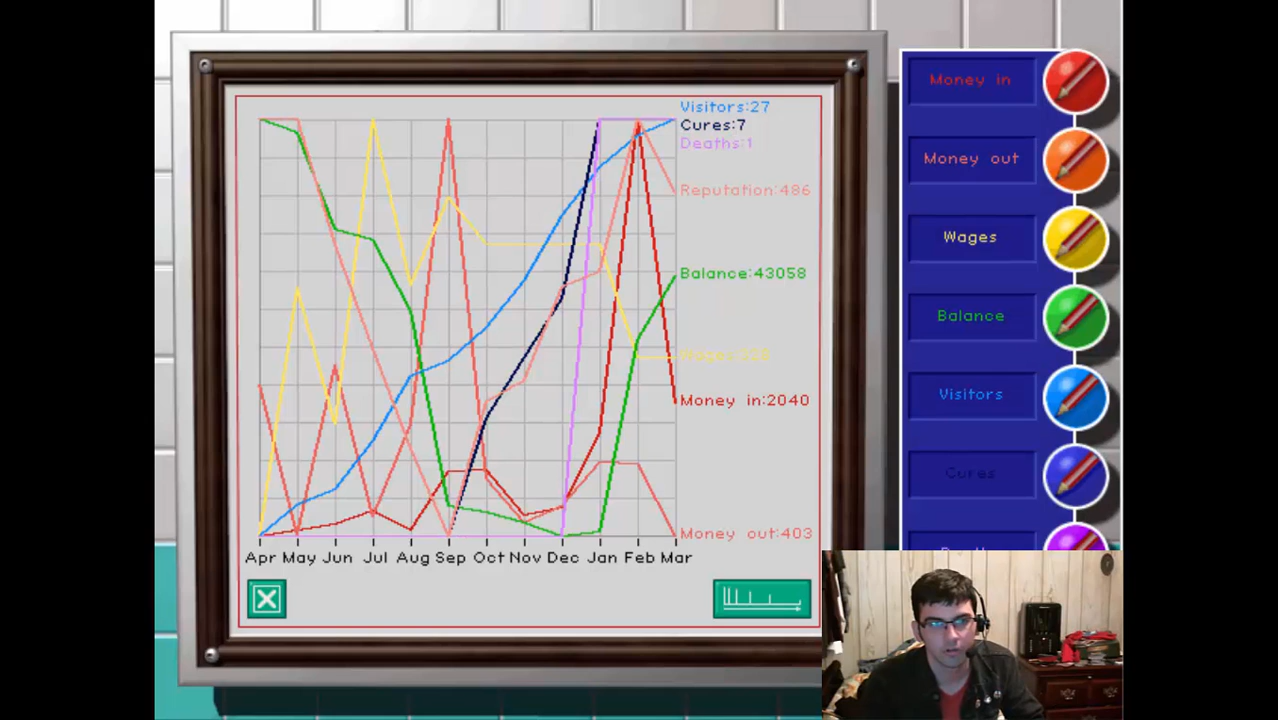 Visitors:27
Cures:7
Deaths:1
Reputation:486
Balance:43058
Money in:2040
Money out:403
Apr May Jun Jul Aug Sep Oct Nov Dec Jan Feb Mar
Money in
Money out
Wages
Balance
Visitors
Cures